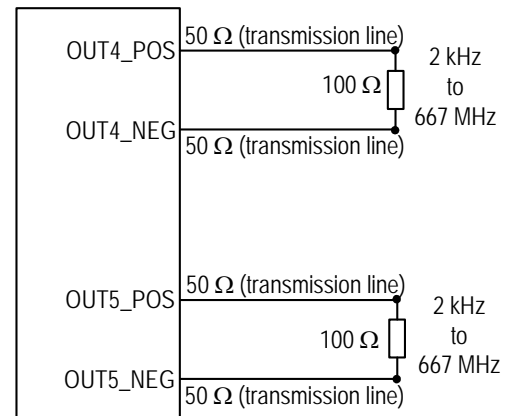 OUT4_POS
50 Ω (transmission line)
100 Ω
2 kHz
to
667 MHz
OUT4_NEG
50 Ω (transmission line)
OUT5_POS
50 Ω (transmission line)
100 Ω
2 kHz
to
667 MHz
OUT5_NEG
50 Ω (transmission line)